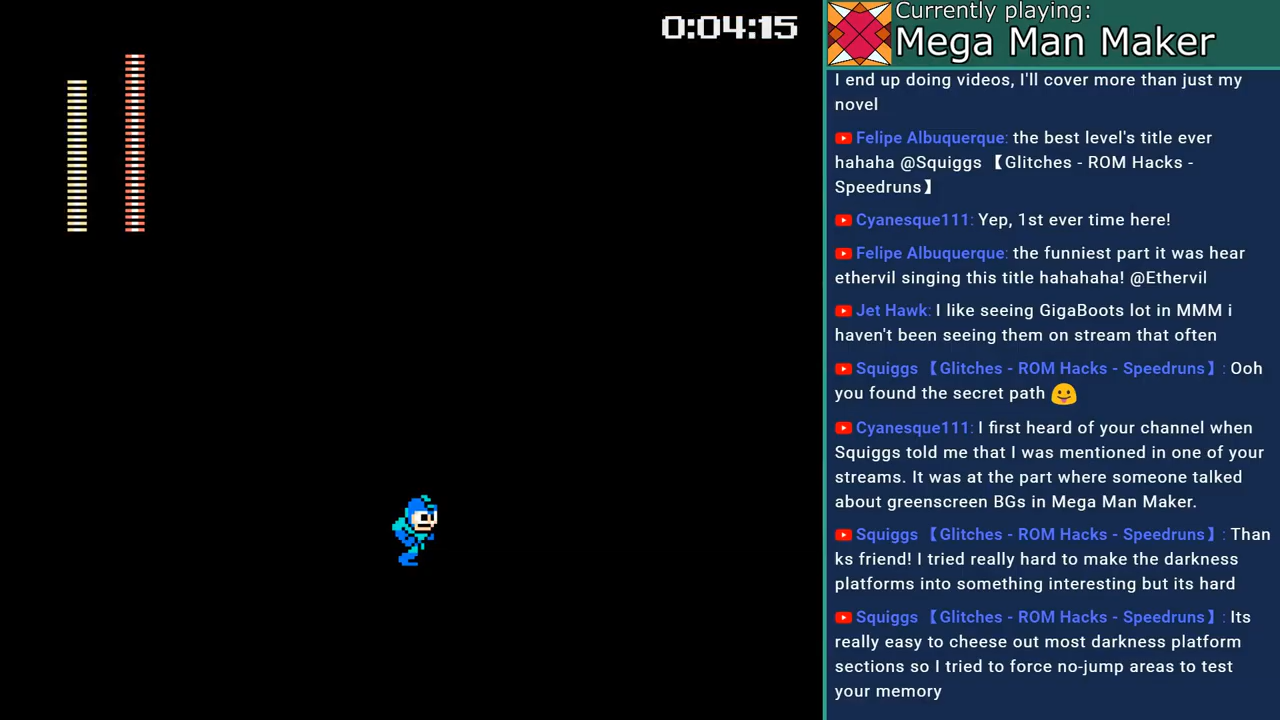 0:04:15
Currently playing:
Mega Man Maker
I end up doing videos, I'll cover more than just my
novel
Felipe Albuquerque: the best level's title ever
hahaha @Squiggs 【Glitches - ROM Hacks -
Speedruns】
Cyanesque111: Yep, 1st ever time here!
Felipe Albuquerque: the funniest part it was hear
ethervil singing this title hahahaha! @Ethervil
Jet Hawk: I like seeing GigaBoots lot in MMM i
haven't been seeing them on stream that often
Squiggs 【Glitches - ROM Hacks - Speedruns】: Ooh
you found the secret path
Cyanesque111: I first heard of your channel when
Squiggs told me that I was mentioned in one of your
streams. It was at the part where someone talked
about greenscreen BGs in Mega Man Maker.
Squiggs 【Glitches - ROM Hacks - Speedruns】: Than
ks friend! I tried really hard to make the darkness
platforms into something interesting but its hard
Squiggs 【Glitches - ROM Hacks - Speedruns】: Its
really easy to cheese out most darkness platform
sections so I tried to force no-jump areas to test
your memory